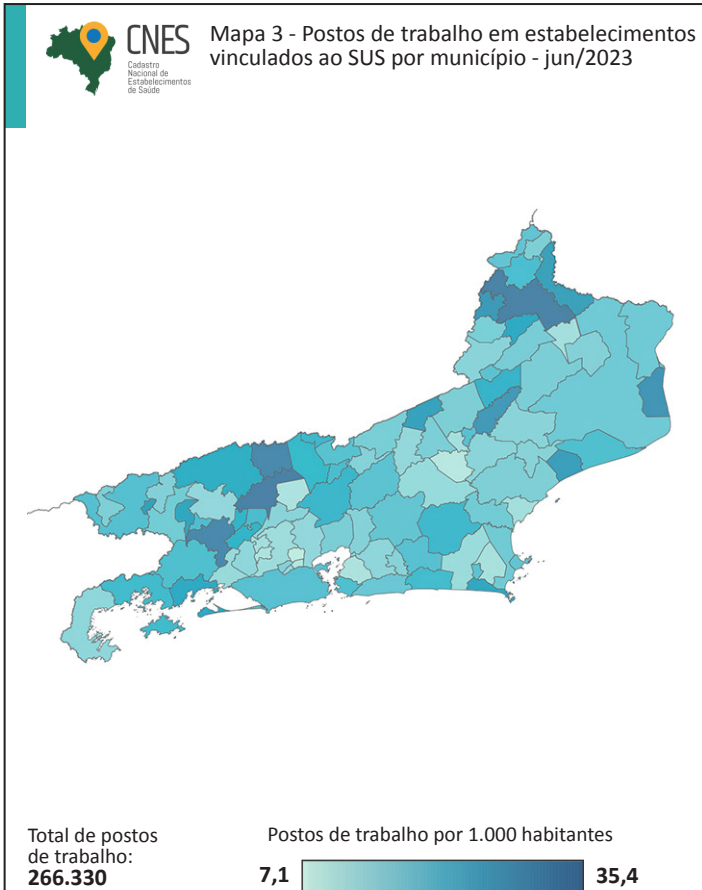 CNES
Cadastro
Nacional de
Estabelecimentos
de Saúde
Mapa 3 - Postos de trabalho em estabelecimentos
vinculados ao SUS por município - jun/2023
Total de postos
de trabalho:
266.330
Postos de trabalho por 1.000 habitantes
7,1
35,4